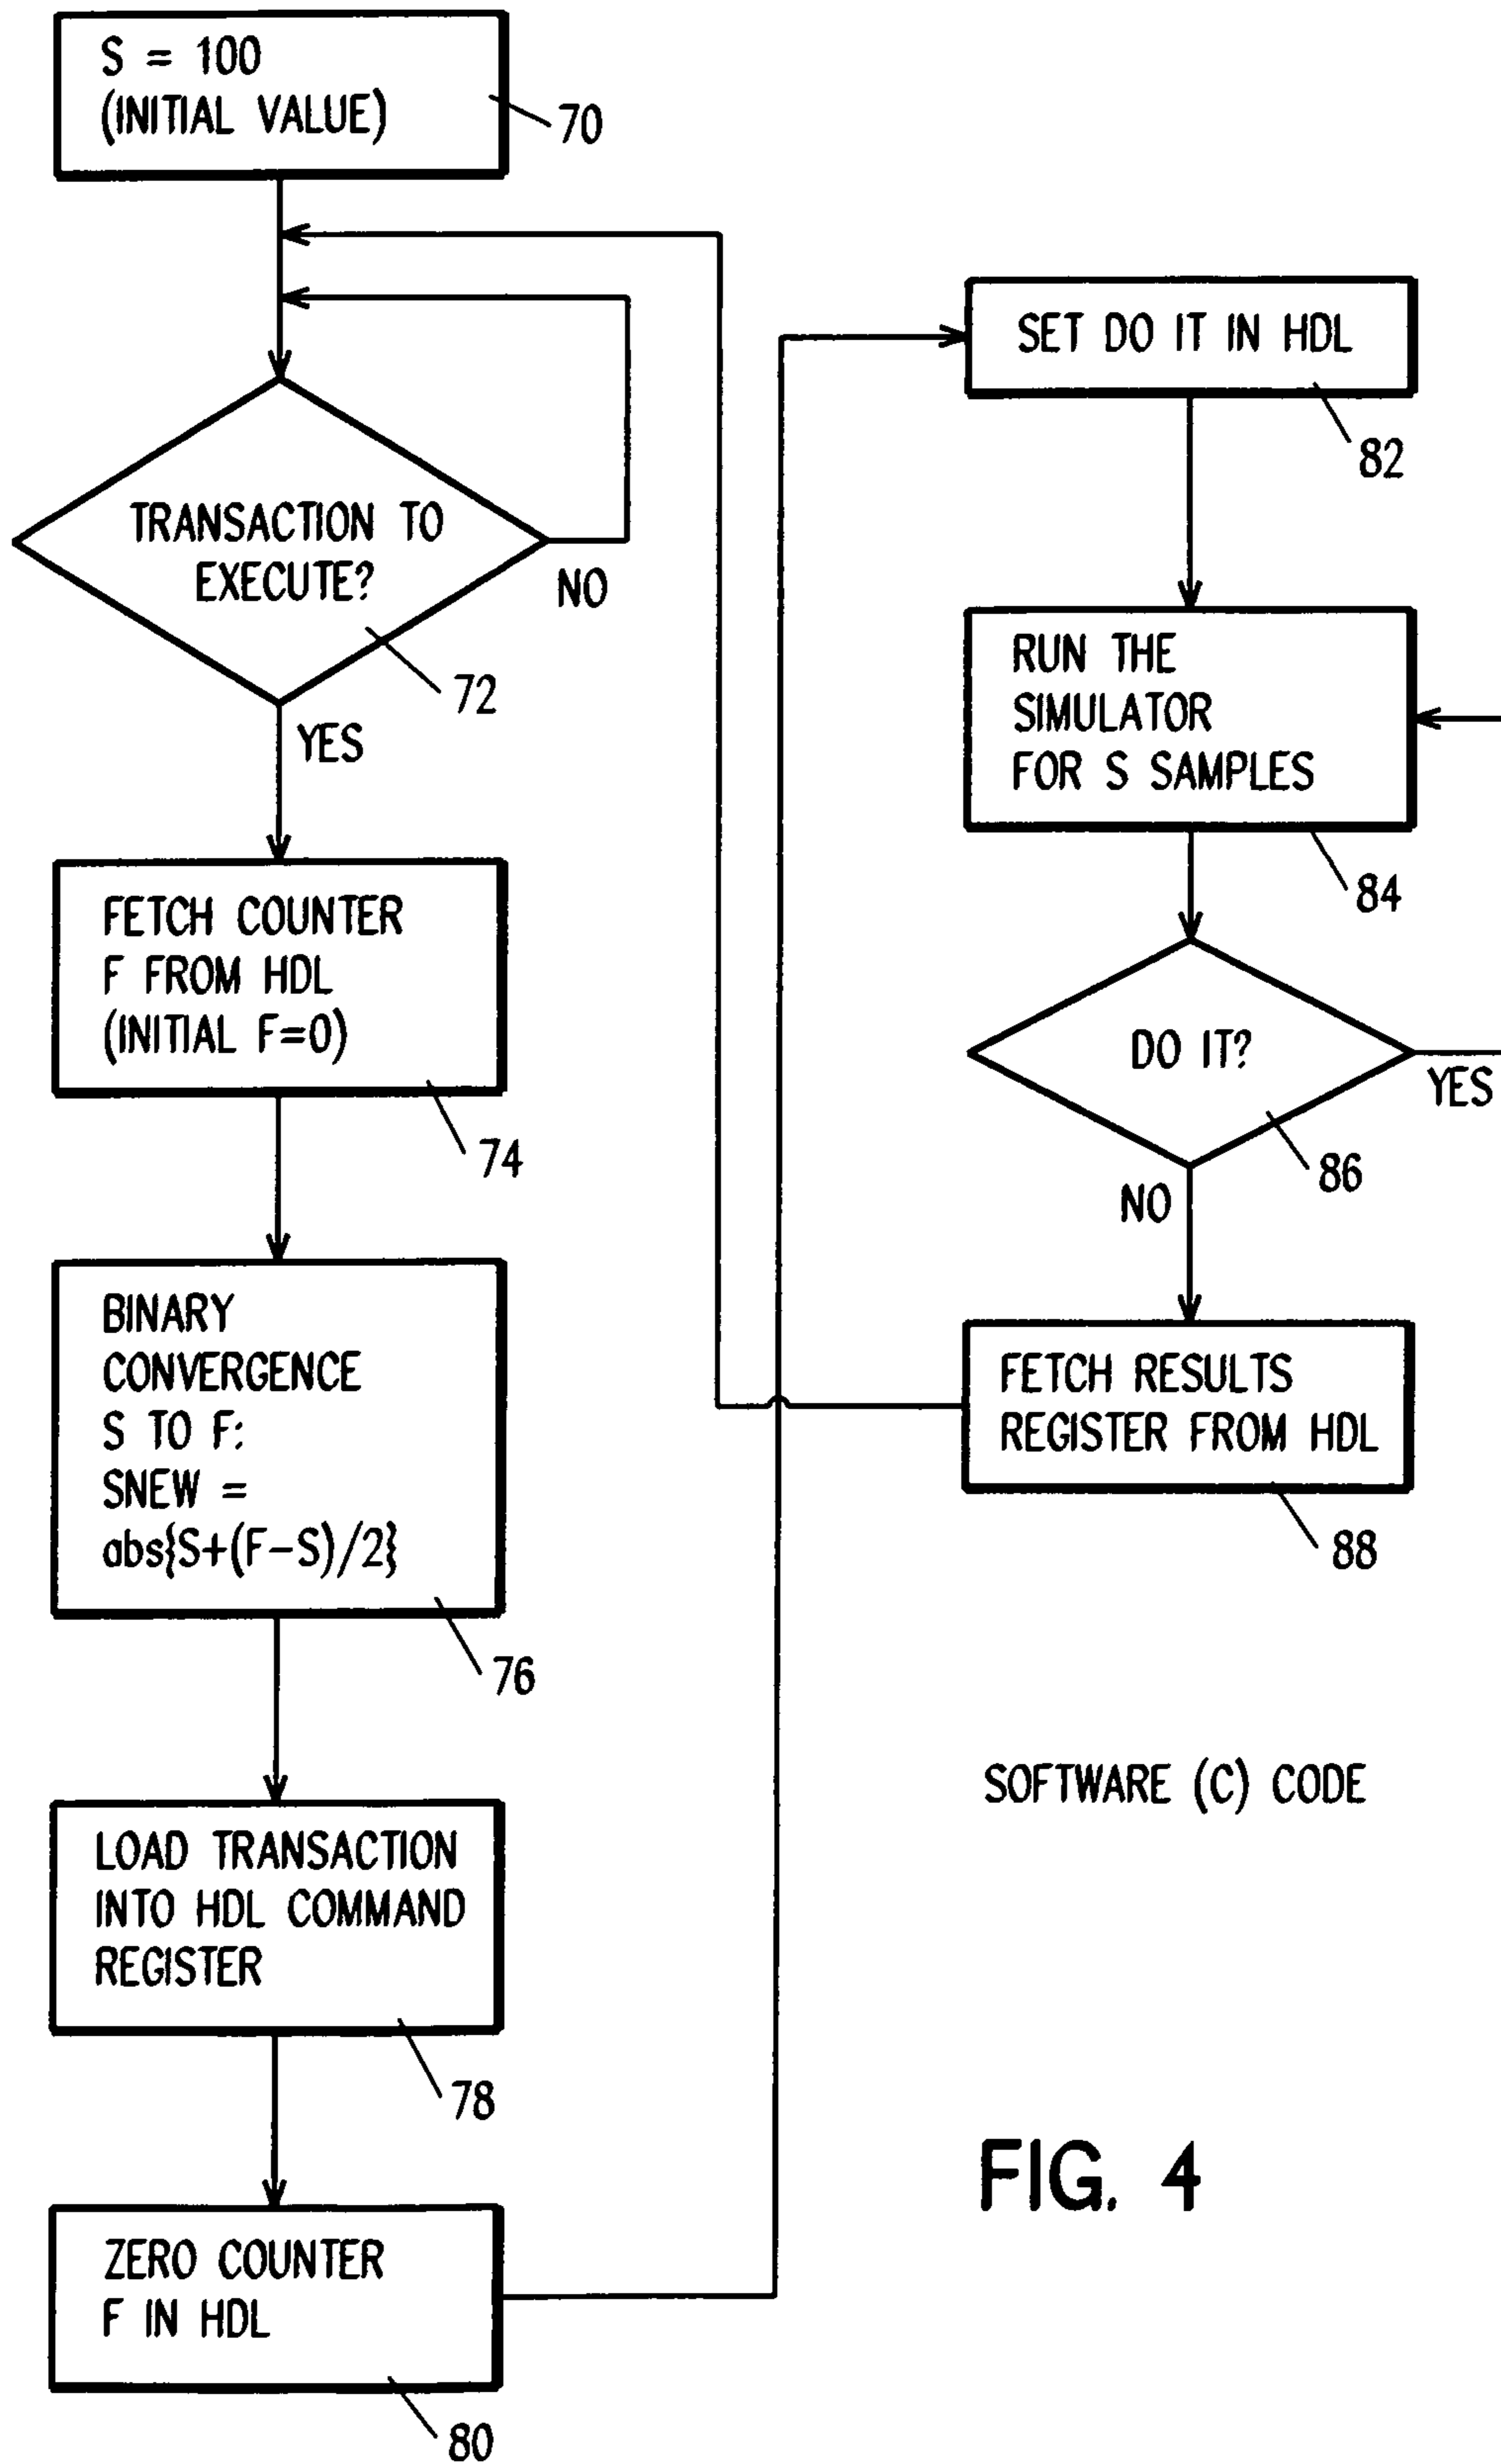 S = 100
(INITIAL VALUE)
70
TRANSACTION TO
EXECUTE?
NO
72
YES
FETCH COUNTER
F FROM HDL
(INITIAL F=0)
74
BINARY
CONVERGENCE
S TO F:
SNEW =
abs{S+(F-S)/2}
76
LOAD TRANSACTION
INTO HDL COMMAND
REGISTER
78
ZERO COUNTER
F IN HDL
80
SET DO IT IN HDL
82
RUN THE
SIMULATOR
FOR S SAMPLES
84
DO IT?
YES
86
NO
FETCH RESULTS
REGISTER FROM HDL
88
SOFTWARE (C) CODE
FIG. 4